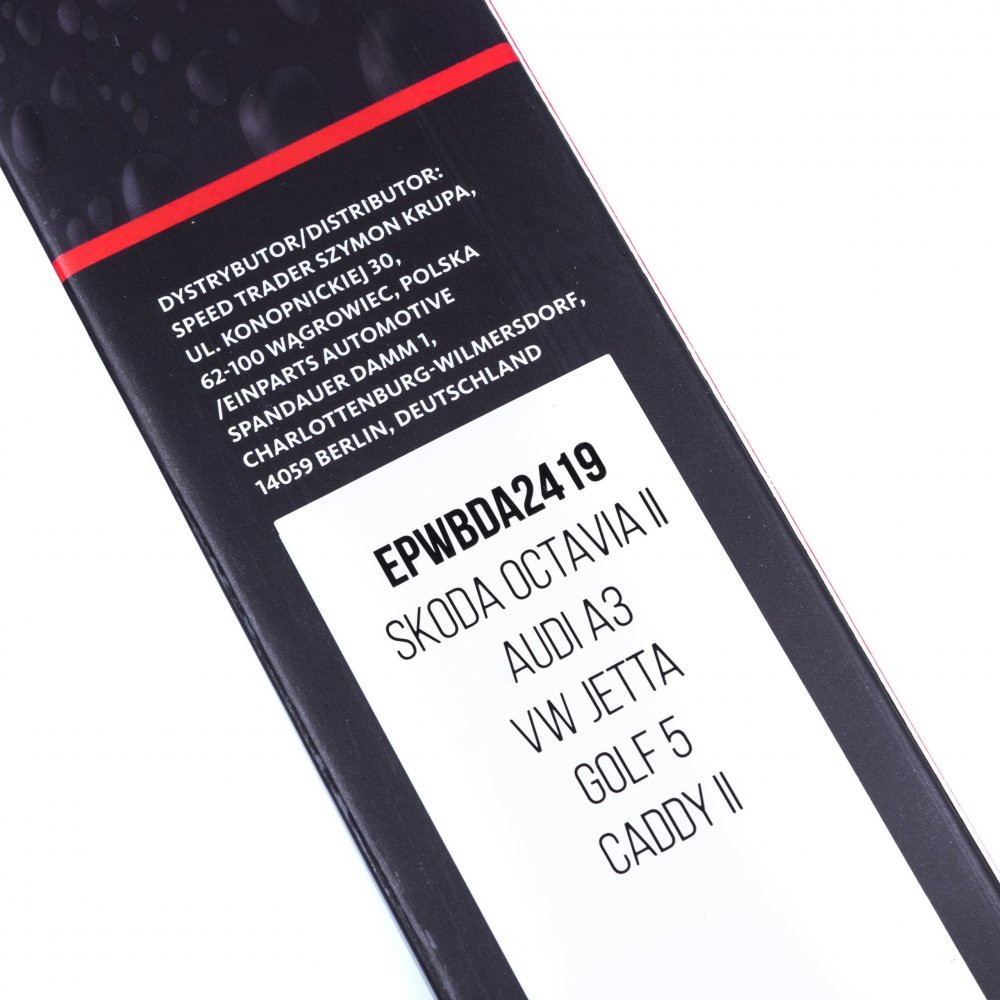 DYSTRYBUTOR/DISTRIBUTOR:
SPEED TRADER SZYMON KRUPA,
UL. KONOPNICKIEJ 30,
62-100 WĄGROWIEC, POLSKA
/EINPARTS AUTOMOTIVE
SPANDAUER DAMM 1,
CHARLOTTENBURG-WILMERSDORF,
14059 BERLIN, DEUTSCHLAND
EPWBDA2419
SKODA OCTAVIA II
AUDI A3
VW JETTA
GOLF 5
CADDY II